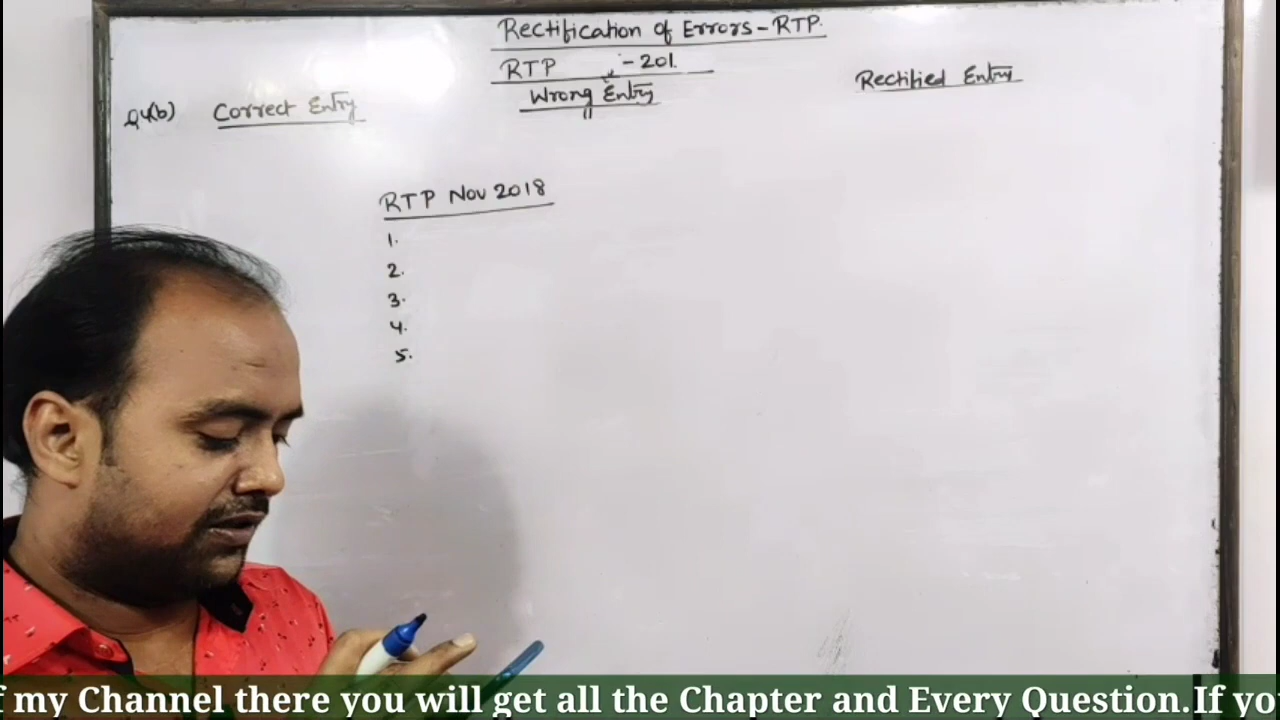 Rectification of Errors - RTP.
RTP - 201
Q4(b) Correct Entry Wrong Entry Rectified Entry
RTP Nov 2018
1.
2.
3.
4.
5.
my Channel there you will get all the Chapter and Every Question.If